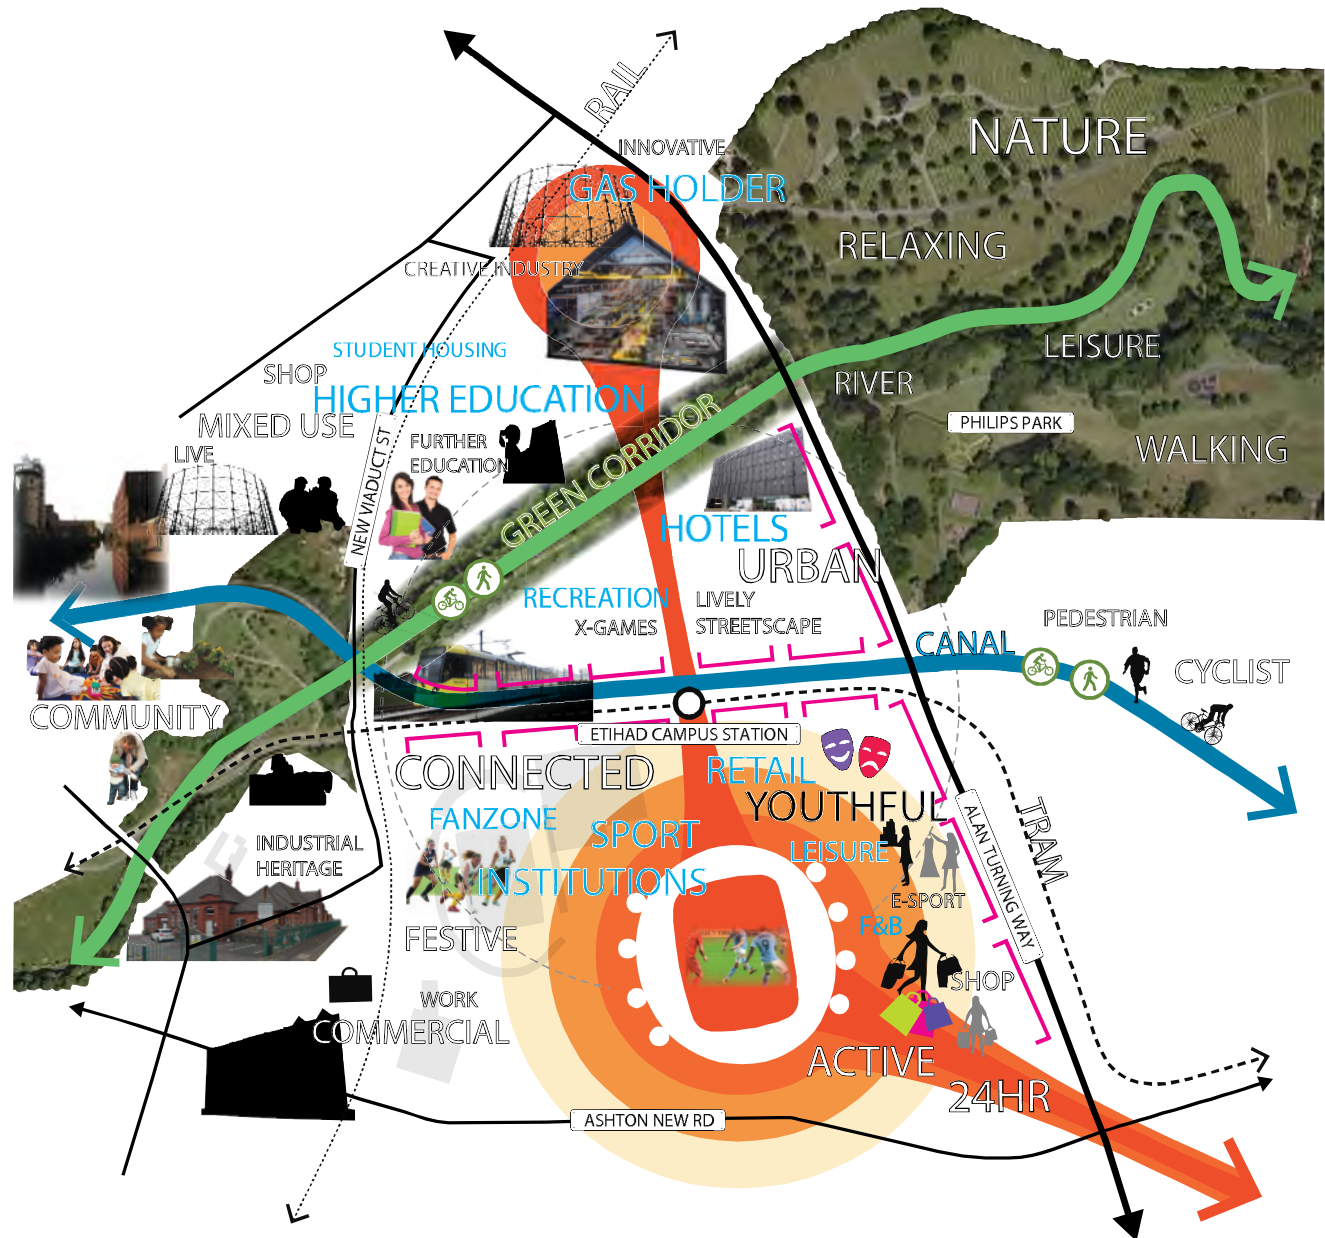 RAIL
INNOVATIVE
GAS HOLDER
NATURE
RELAXING
CREATIVE INDUSTRY
STUDENT HOUSING
SHOP
HIGHER EDUCATION
MIXED USE
LIVE
NEW VIADUCT ST
FURTHER
EDUCATION
GREEN CORRIDOR
LEISURE
RIVER
PHILIPS PARK
WALKING
HOTELS
URBAN
RECREATION
X-GAMES
LIVELY
STREETSCAPE
PEDESTRIAN
CANAL
CYCLIST
COMMUNITY
ETIHAD CAMPUS STATION
CONNECTED
RETAIL
YOUTHFUL
FANZONE
SPORT
INSTITUTIONS
LEISURE
E-SPORT
F&B
TRAM
ALAN TURNING WAY
INDUSTRIAL
HERITAGE
FESTIVE
SHOP
WORK
COMMERCIAL
ACTIVE
24HR
ASHTON NEW RD